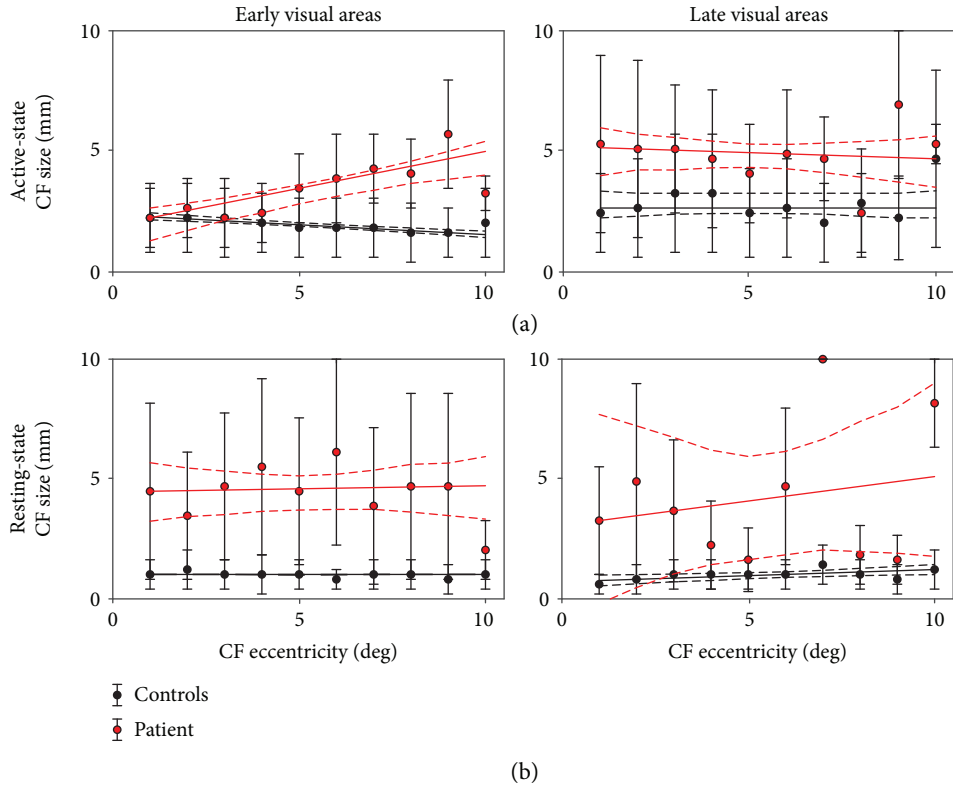 Early visual areas
Late visual areas
Active-state
CF size (mm)
10
5
0
0
5
10
10
5
0
0
5
10
(a)
Resting-state
CF size (mm)
10
5
0
0
5
10
CF eccentricity (deg)
10
5
0
0
5
10
CF eccentricity (deg)
Controls
Patient
(b)